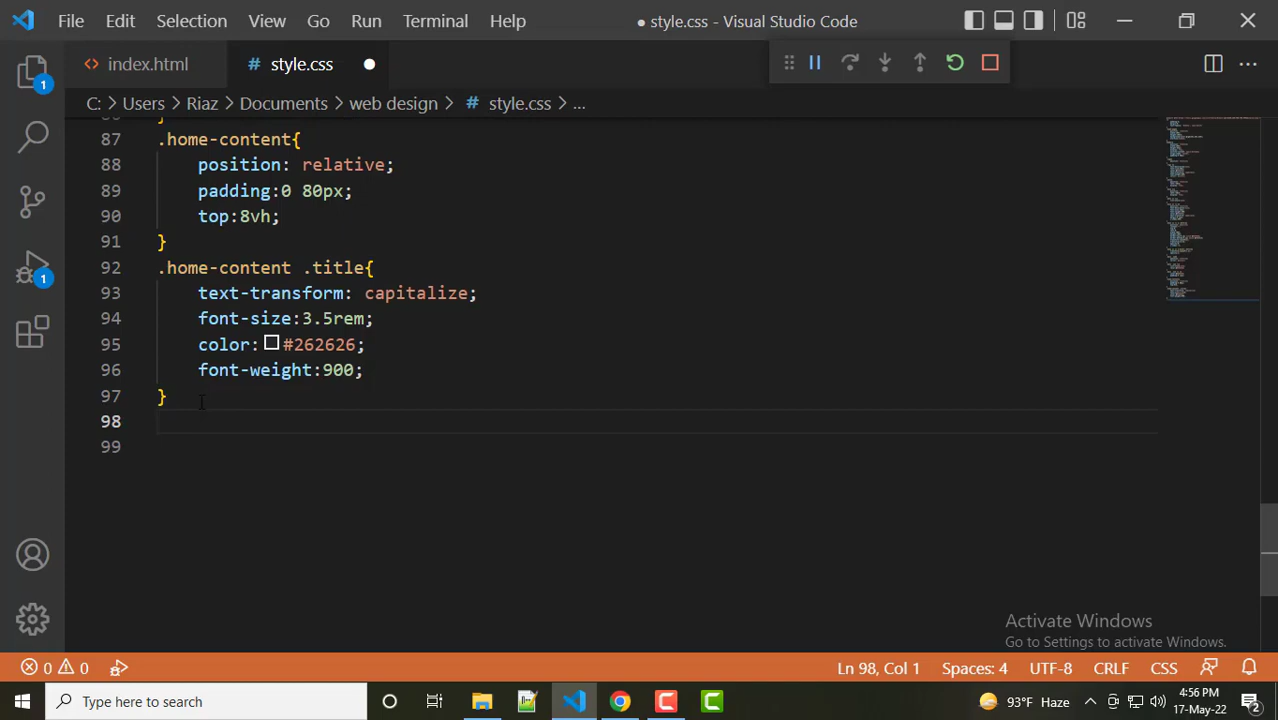 File Edit Selection View Go Run Terminal Help
● style.css - Visual Studio Code
index.html
# style.css ●
C: > Users > Riaz > Documents > web design > # style.css > ...
87 .home-content{
88 position: relative;
89 padding:0 80px;
90 top:8vh;
91 }
92 .home-content .title{
93 text-transform: capitalize;
94 font-size:3.5rem;
95 color: #262626;
96 font-weight:900;
97 }
98
99
1
1
Activate Windows
Go to Settings to activate Windows.
0 0
Ln 98, Col 1 Spaces: 4 UTF-8 CRLF CSS
Type here to search
93°F Haze
4:56 PM
17-May-22
2